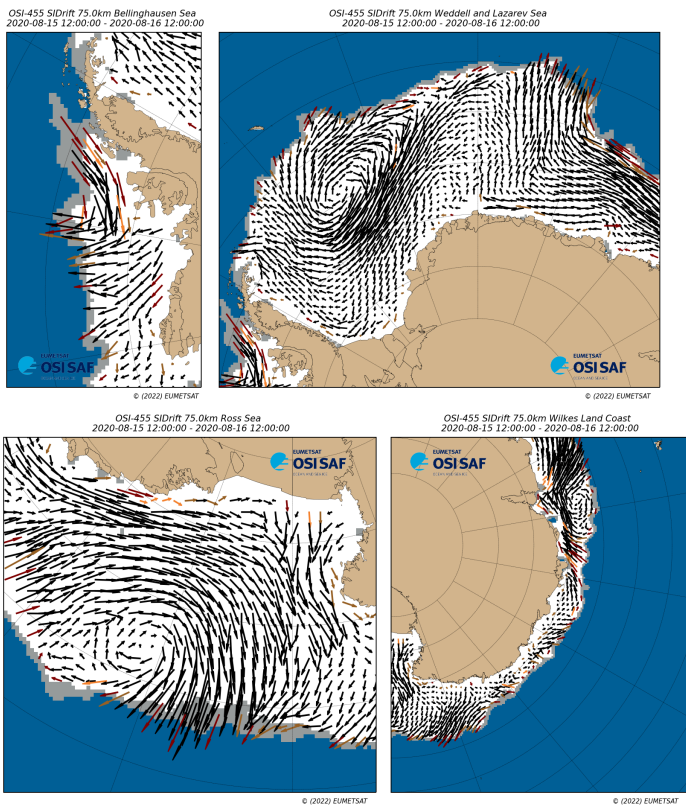 OSI-455 SIDrift 75.0km Bellinghausen Sea
2020-08-15 12:00:00 - 2020-08-16 12:00:00
EUMETSAT
OSI SAF
© (2022) EUMETSAT
OSI-455 SIDrift 75.0km Weddell and Lazarev Sea
2020-08-15 12:00:00 - 2020-08-16 12:00:00
EUMETSAT
OSI SAF
© (2022) EUMETSAT
OSI-455 SIDrift 75.0km Ross Sea
2020-08-15 12:00:00 - 2020-08-16 12:00:00
EUMETSAT
OSI SAF
© (2022) EUMETSAT
OSI-455 SIDrift 75.0km Wilkes Land Coast
2020-08-15 12:00:00 - 2020-08-16 12:00:00
EUMETSAT
OSI SAF
© (2022) EUMETSAT